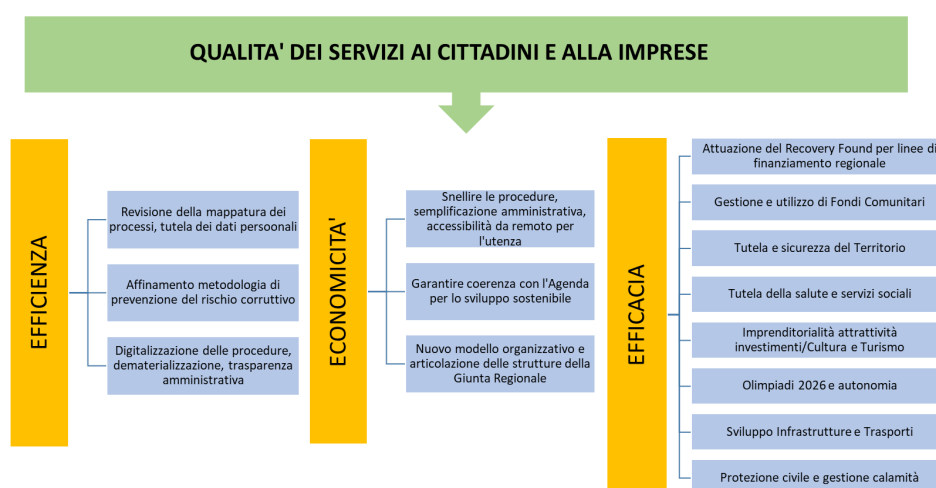 QUALITA' DEI SERVIZI AI CITTADINI E ALLA IMPRESE
EFFICIENZA
Revisione della mappatura dei
processi, tutela dei dati persoonali
Affinamento metodologia di
prevenzione del rischio corruttivo
Digitalizzazione delle procedure,
dematerializzazione, trasparenza
amministrativa
ECONOMICITA'
Snellire le procedure,
semplificazione amministrativa,
accessibilità da remoto per
l'utenza
Garantire coerenza con l'Agenda
per lo sviluppo sostenibile
Nuovo modello organizzativo e
articolazione delle strutture della
Giunta Regionale
EFFICACIA
Attuazione del Recovery Found per linee di
finanziamento regionale
Gestione e utilizzo di Fondi Comunitari
Tutela e sicurezza del Territorio
Tutela della salute e servizi sociali
Imprenditorialità attrattività
investimenti/Cultura e Turismo
Olimpiadi 2026 e autonomia
Sviluppo Infrastrutture e Trasporti
Protezione civile e gestione calamità